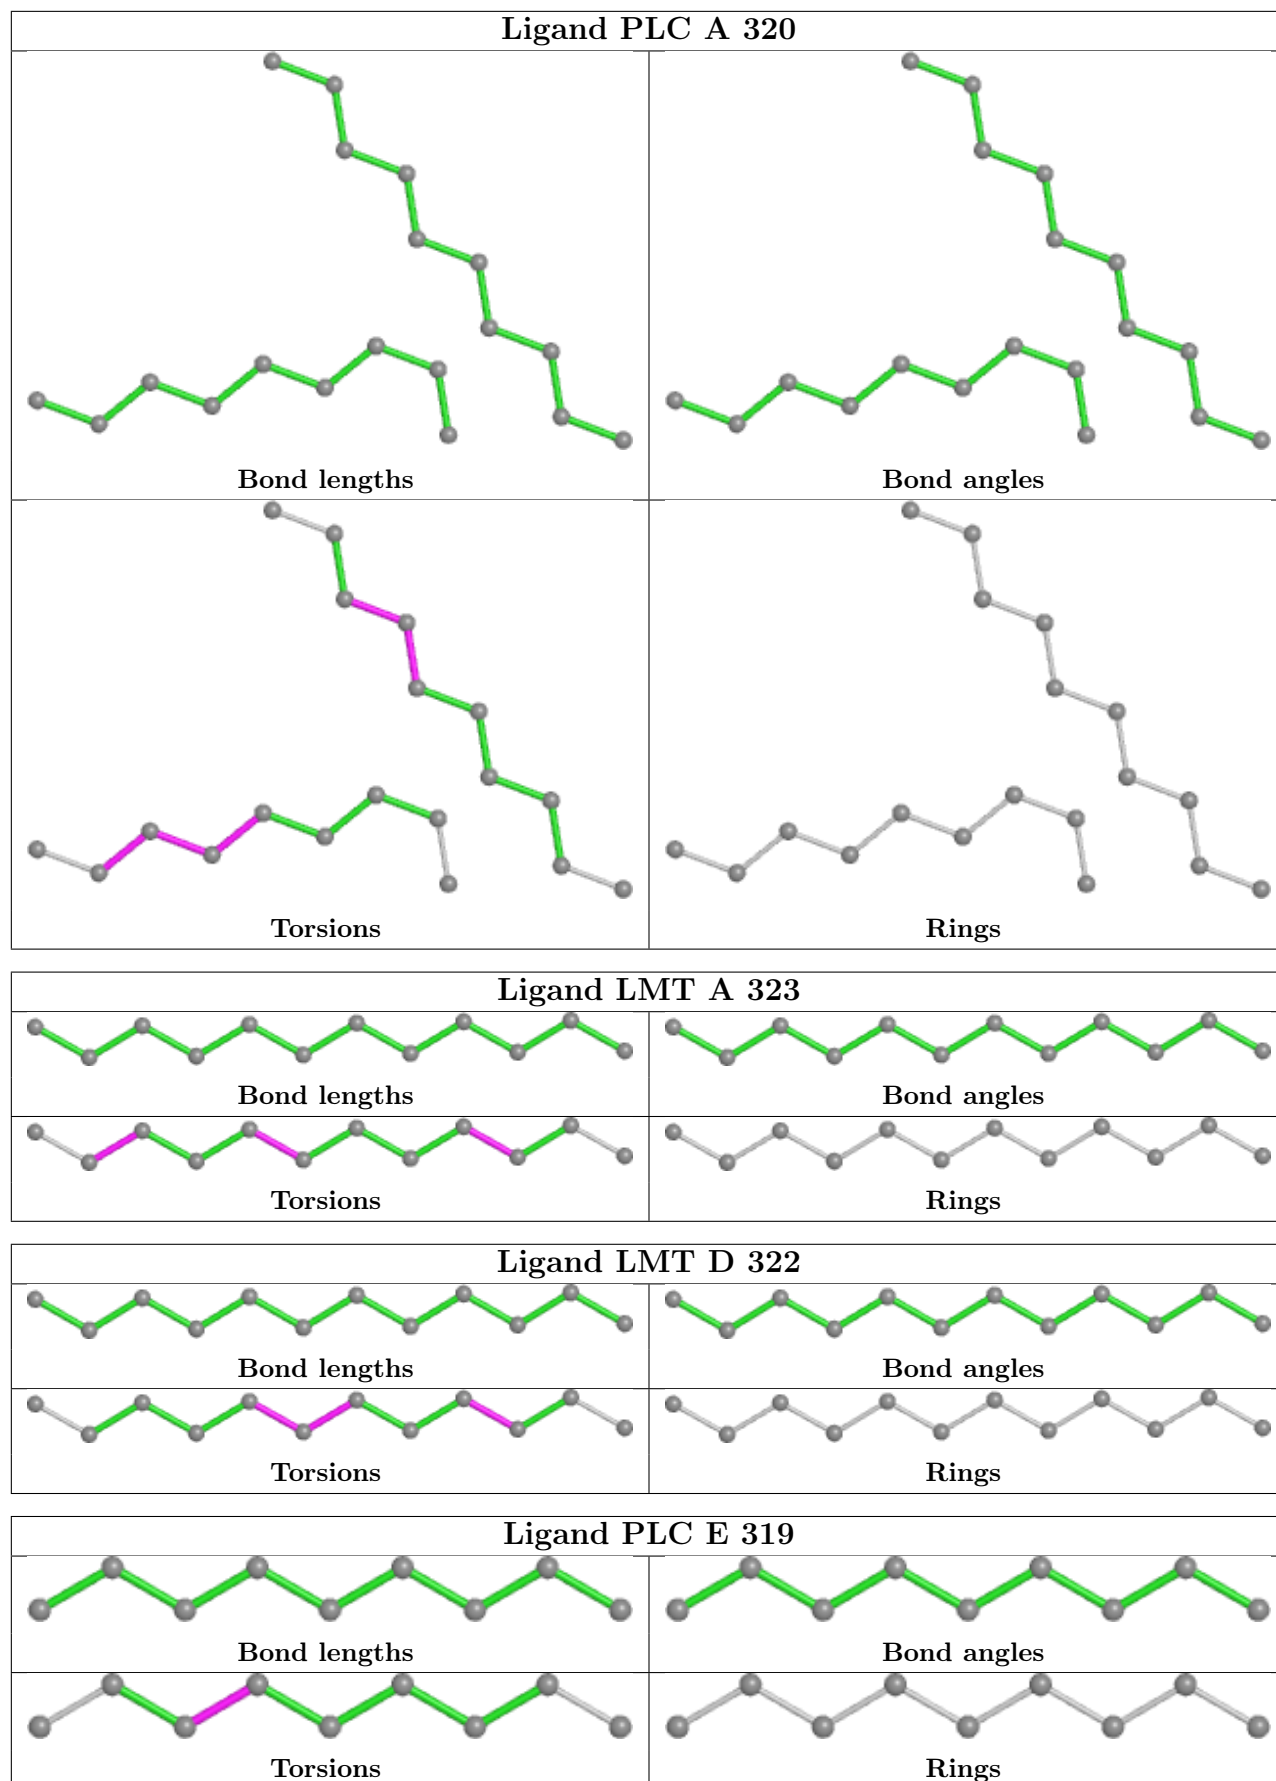 Ligand PLC A 320
Bond lengths
Bond angles
Torsions
Rings
Ligand LMT A 323
Bond lengths
Bond angles
Torsions
Rings
Ligand LMT D 322
Bond lengths
Bond angles
Torsions
Rings
Ligand PLC E 319
Bond lengths
Bond angles
Torsions
Rings